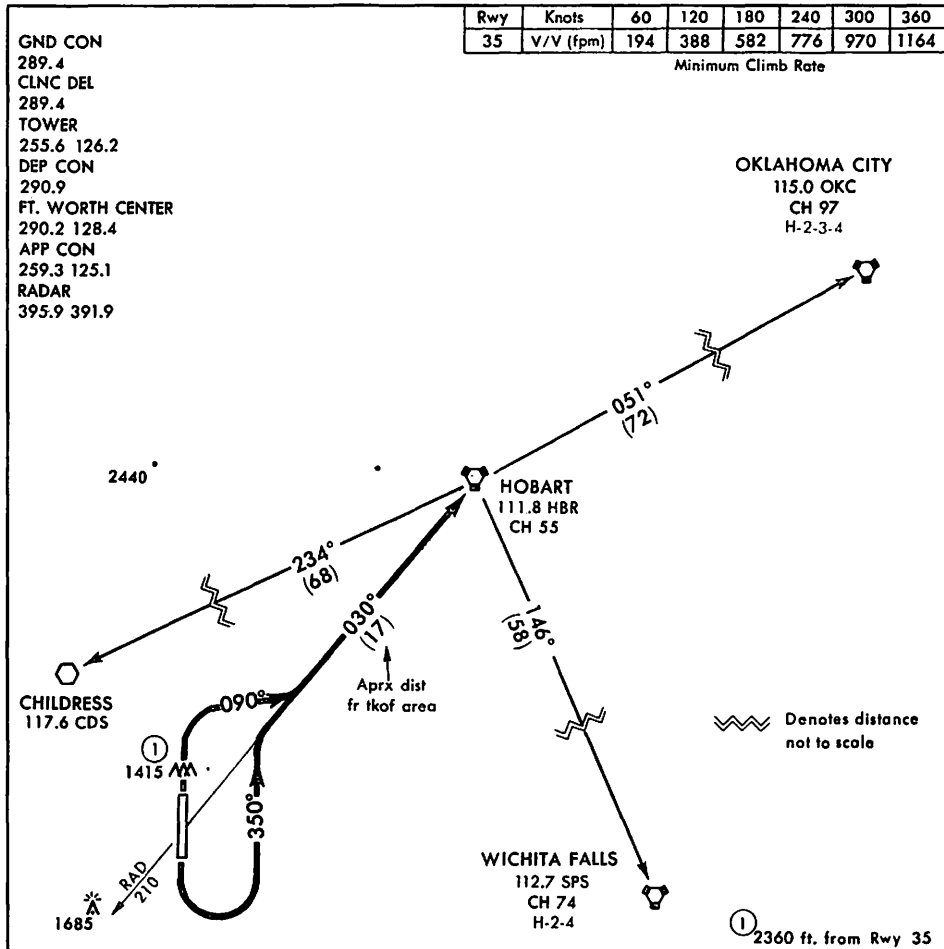 Rwy Knots 60 120 180 240 300 360
35 V/V (fpm) 194 388 582 776 970 1164
Minimum Climb Rate
GND CON
289.4
CLNC DEL
289.4
TOWER
255.6 126.2
DEP CON
290.9
FT. WORTH CENTER
290.2 128.4
APP CON
259.3 125.1
RADAR
395.9 391.9
OKLAHOMA CITY
115.0 OKC
CH 97
H-2-3-4
051°
(72)
2440
HOBART
111.8 HBR
CH 55
234°
(68)
030°
(17)
Aprx dist
fr tkof area
146°
(58)
CHILDRESS
117.6 CDS
090°
1
1415
350°
Denotes distance
not to scale
RAD
210
1685
WICHITA FALLS
112.7 SPS
CH 74
H-2-4
1 2360 ft. from Rwy 35